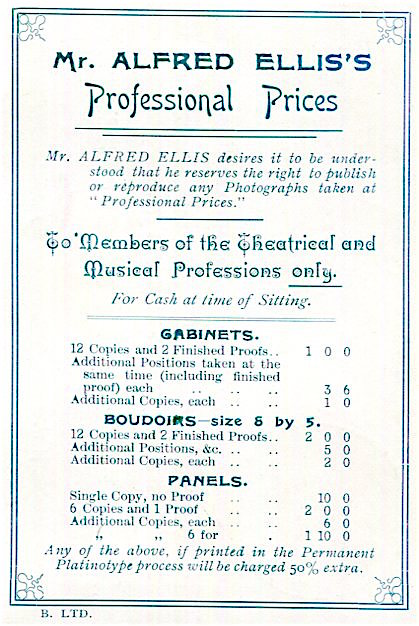 Mr. ALFRED ELLIS'S
Professional Prices
Mr. ALFRED ELLIS desires it to be under-
stood that he reserves the right to publish
or reproduce any Photographs taken at
"Professional Prices."
To Members of the Theatrical and
Musical Professions only.
For Cash at time of Sitting.
CABINETS.
12 Copies and 2 Finished Proofs.. 1 0 0
Additional Positions taken at the
same time (including finished
proof) each .. .. .. 3 6
Additional Copies, each .. .. 1 0
BOUDOIRS—size 8 by 5.
12 Copies and 2 Finished Proofs.. 2 0 0
Additional Positions, &c. .. .. 5 0
Additional Copies, each .. .. 2 0
PANELS.
Single Copy, no Proof .. .. 10 0
6 Copies and 1 Proof .. .. 2 0 0
Additional Copies, each .. .. 6 0
„ „ 6 for . 1 10 0
Any of the above, if printed in the Permanent
Platinotype process will be charged 50% extra.
B. LTD.